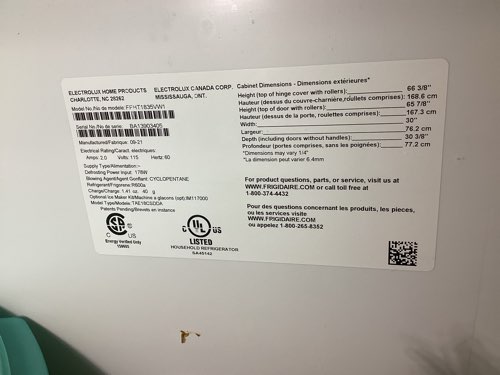 ELECTROLUX HOME PRODUCTS ELECTROLUX CANADA CORP.
CHARLOTTE, NC 28262 MISSISSAUGA, ONT.
Model No./No de modele: FFHT1835VW1
Serial No./No de serie: BA13903405
Manufactured/Fabrique: 09-21
Electrical Rating/Caract. electriques:
Amps: 2.0 Volts: 115 Hertz: 60
Supply Type/Alimentation:--
Defrosting Power Input: 178W
Blowing Agent/Agent Gonflant: CYCLOPENTANE
Refrigerant/Frigorigene: R600a
Charge/Charge: 1.41 oz. 40 g
Optional Ice Maker Kit/Machine a glacons (opt)IM117000
Model Type/Modèle:
Patents Pending/Brevets en instance
CSA
C US
Energy Verified Only
C UL US
LISTED
HOUSEHOLD REFRIGERATOR
Cabinet Dimensions - Dimensions extérieures*
Height (top of hinge cover with rollers): 66 3/8"
Hauteur (dessus du couvre-charnière,roulettes comprises): 168.6 cm
Height (top of door with rollers): 65 7/8"
Hauteur (dessus de la porte, roulettes comprises): 167.3 cm
Width: 30"
Largeur: 76.2 cm
Depth (including doors without handles): 30 3/8"
Profondeur (portes comprises, sans les poignées): 77.2 cm
*Dimensions may vary 1/4"
*La dimension peut varier 6.4mm
For product questions, parts, or service,
visit us at WWW.FRIGIDAIRE.COM or call toll free at
1-800-374-4432
Pour des questions concernant les produits, les pièces,
ou les services visite
WWW.FRIGIDAIRE.COM
ou appelez 1-800-265-8352